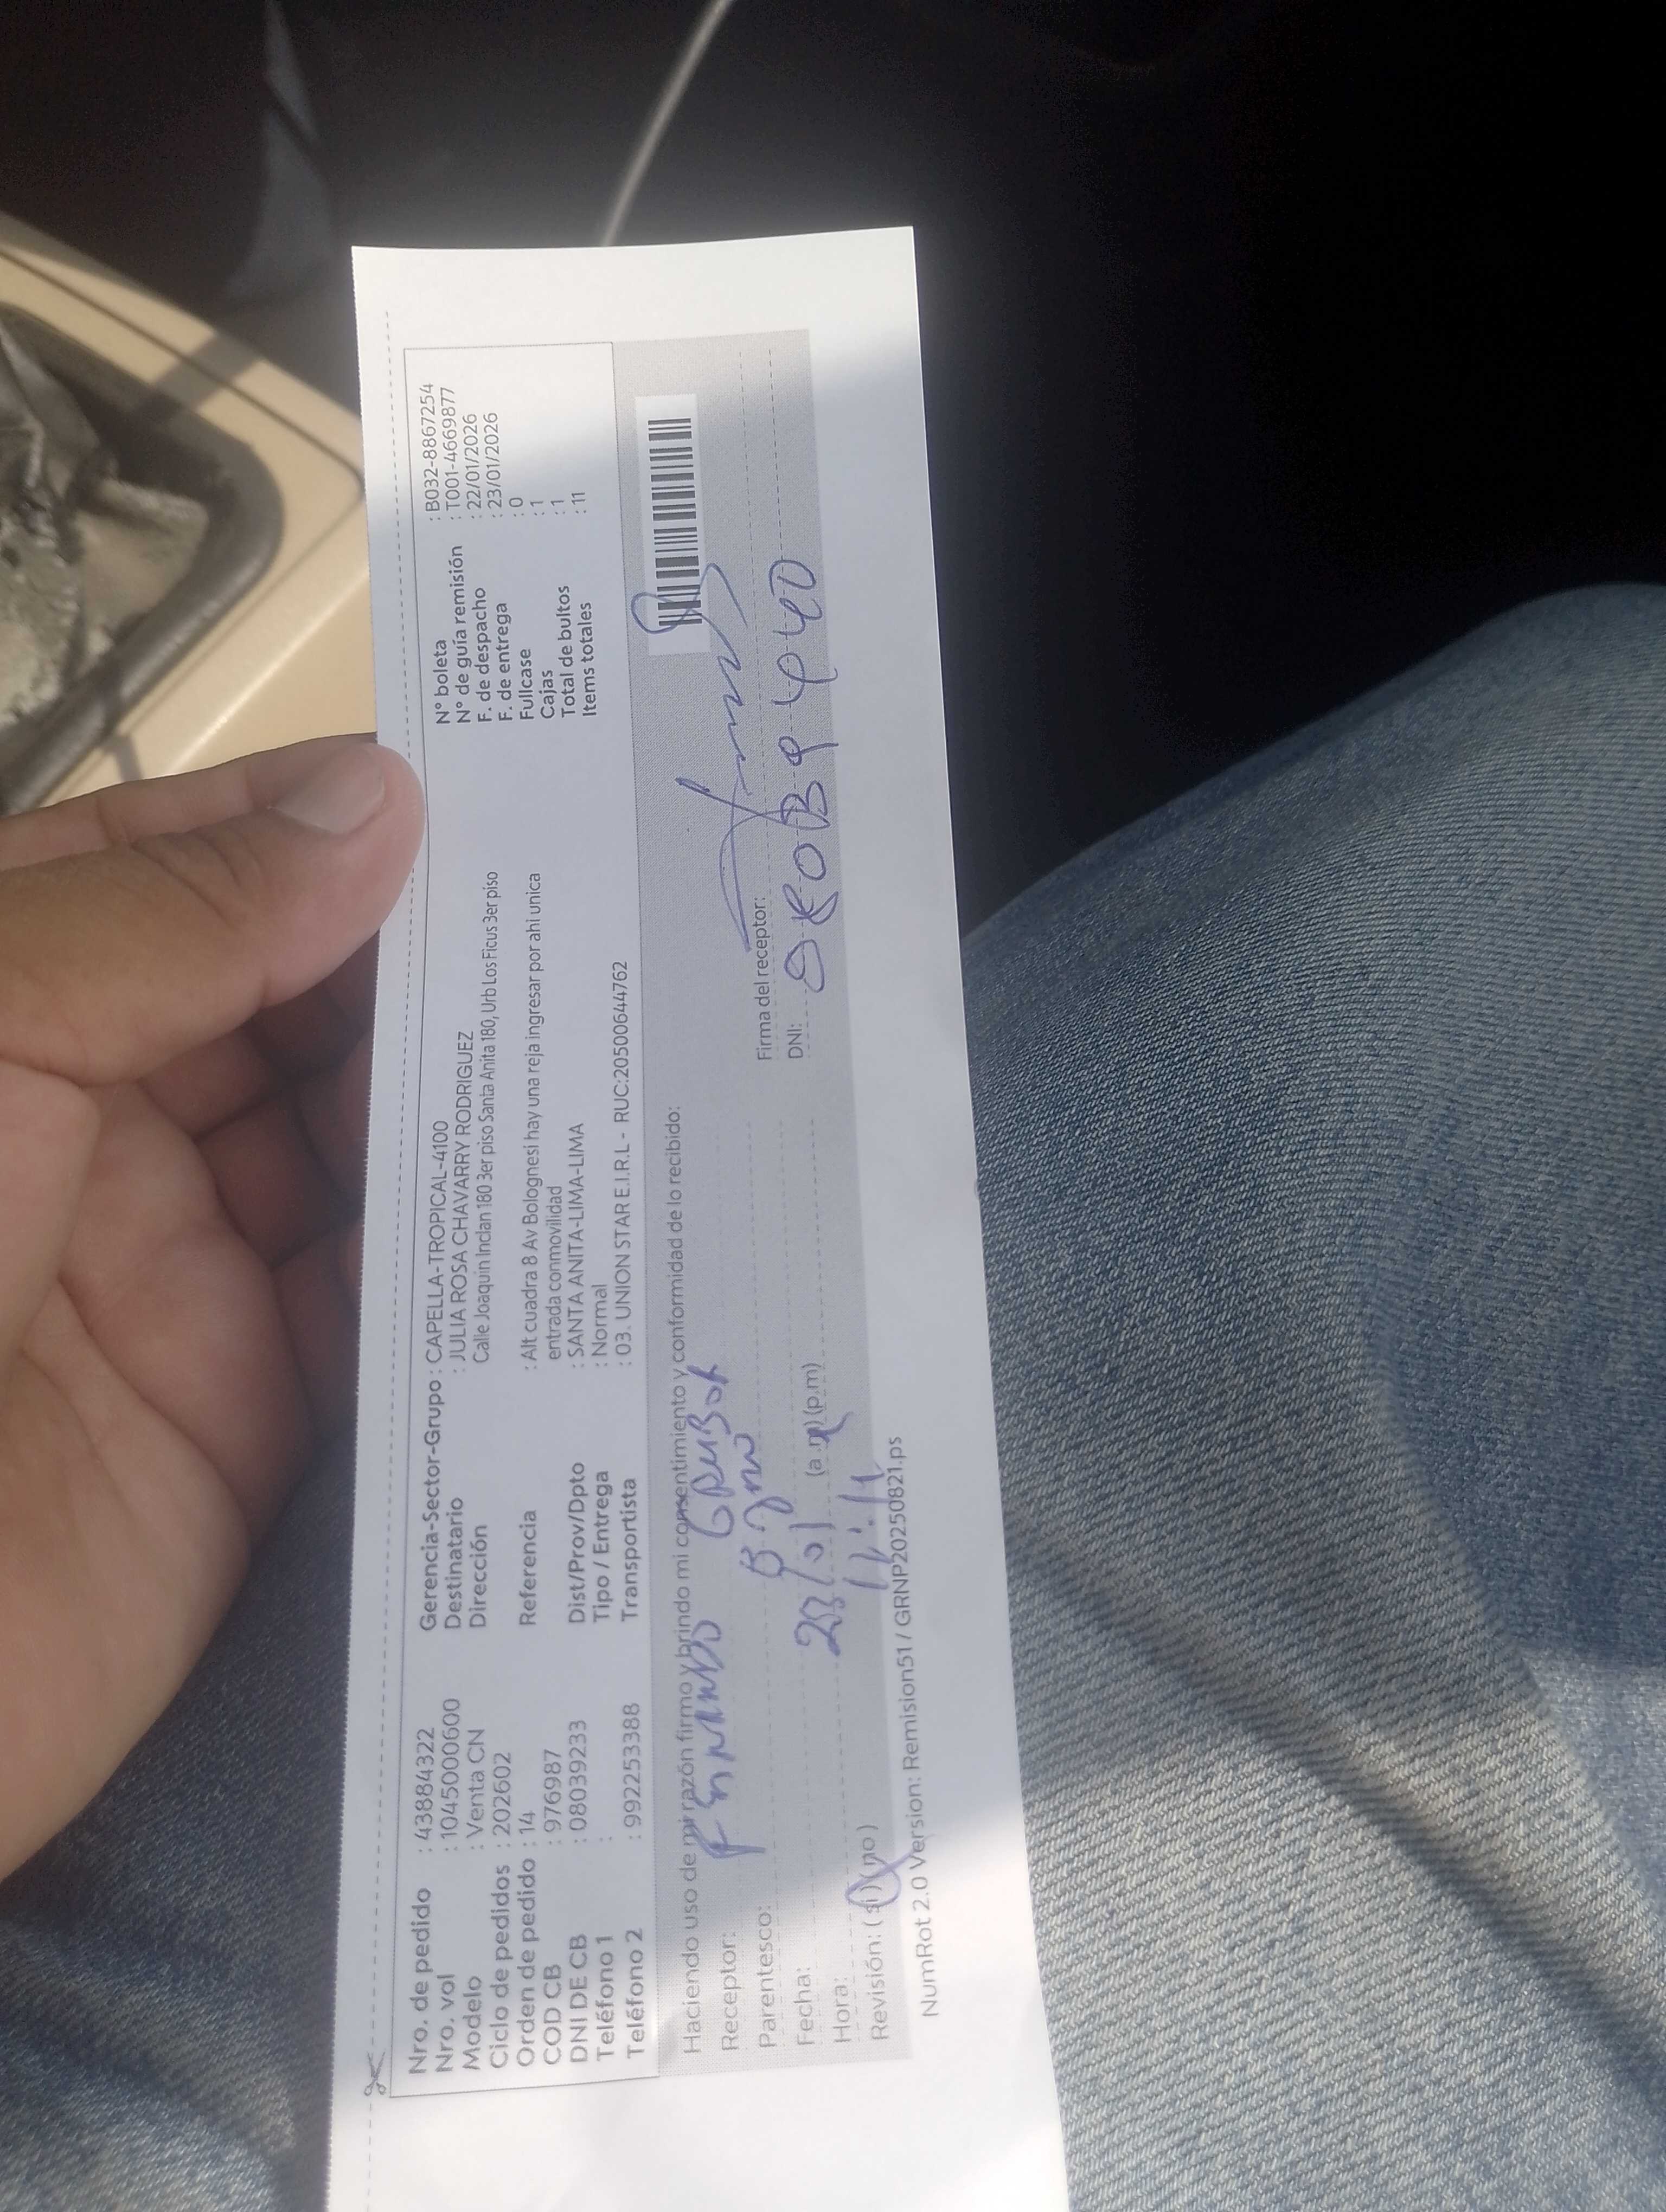 Nro. de pedido : 438884322
Nro. vol : 1045000600
Modelo : Venta CN
Ciclo de pedidos : 202602
Orden de pedido : 14
COD CB : 976987
DNI DE CB : 08039233
Teléfono 1 :
Teléfono 2 : 992253388
Gerencia-Sector-Grupo : CAPELLA-TROPICAL-4100
Destinatario : JULIA ROSA CHAVARRY RODRIGUEZ
Dirección Calle Joaquin Inclan 180 3er piso Santa Anita 180, Urb Los Ficus 3er piso
Referencia : Alt cuadra 8 Av Bolognesi hay una reja ingresar por ahi unica
entrada conmovilidad
Dist/Prov/Dpto : SANTA ANITA-LIMA-LIMA
Tipo / Entrega : Normal
Transportista : 03. UNION STAR E.I.R.L - RUC:20500644762
N° boleta : B032-8867254
N° de guía remisión : T001-4669877
F. de despacho : 22/01/2026
F. de entrega : 23/01/2026
Fullcase : 0
Cajas : 1
Total de bultos : 1
Items totales : 11
Haciendo uso de mi razón firmo y brindo mi consentimiento y conformidad de lo recibido:
Receptor: FERNANDO
Parentesco:
Fecha: 23/01
Hora: 11:14 (a.m) (p.m)
Revisión: (si) (no)
Firma del receptor:
DNI:
NumRot 2.0 Version: Remision51 / GRNP20250821.ps